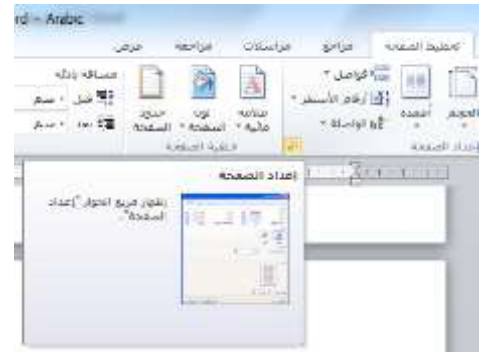 rd - Arabic
تخطيط الصفحة مراجع مراسلات مراجعة عرض
فواصل
أرقام الأسطر
الواصلة
أعمدة
الحجم
علامة مائية
لون الصفحة
حدود الصفحة
مسافة بادئة
قبل
بعد
إعداد الصفحة
خلفية الصفحة
إعداد الصفحة
إظهار مربع الحوار "إعداد
الصفحة".